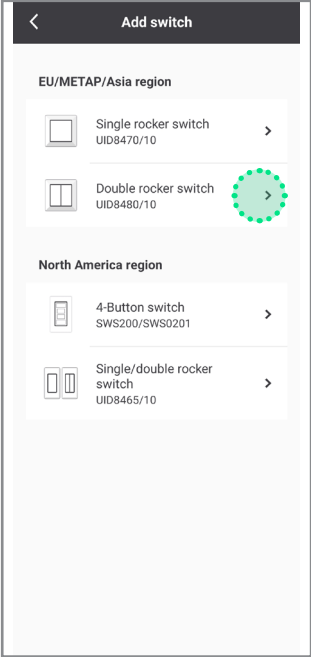 Add switch
EU/METAP/Asia region
Single rocker switch
UID8470/10
Double rocker switch
UID8480/10
North America region
4-Button switch
SWS200/SWS0201
Single/double rocker
switch
UID8465/10